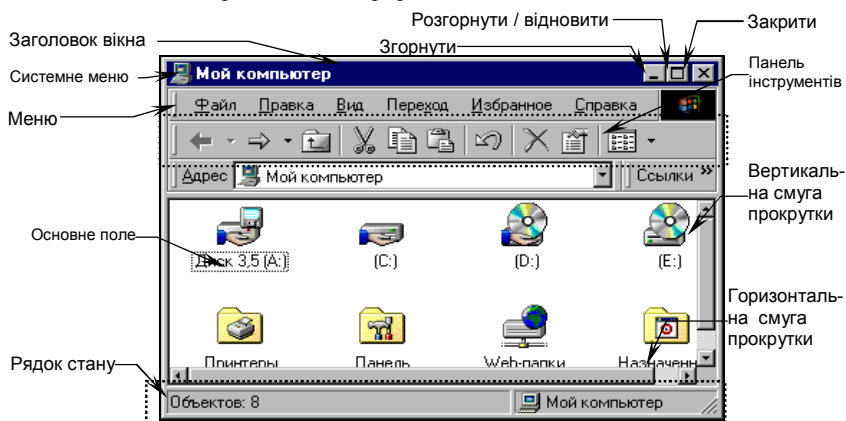 Розгорнути / відновити
Закрити
Заголовок вікна
Згорнути
Панель
інструментів
Системне меню
Мой компьютер
Меню
Файл Правка Вид Переход Избранное Справка
Адрес Мой компьютер Ссылки »
Вертикаль-
на смуга
прокрутки
Основне поле
Диск 3,5 (A:) (C:) (D:) (E:)
Горизонталь-
на смуга
прокрутки
Принтеры Панель Web-папки Назначенн
Рядок стану
Объектов: 8 Мой компьютер